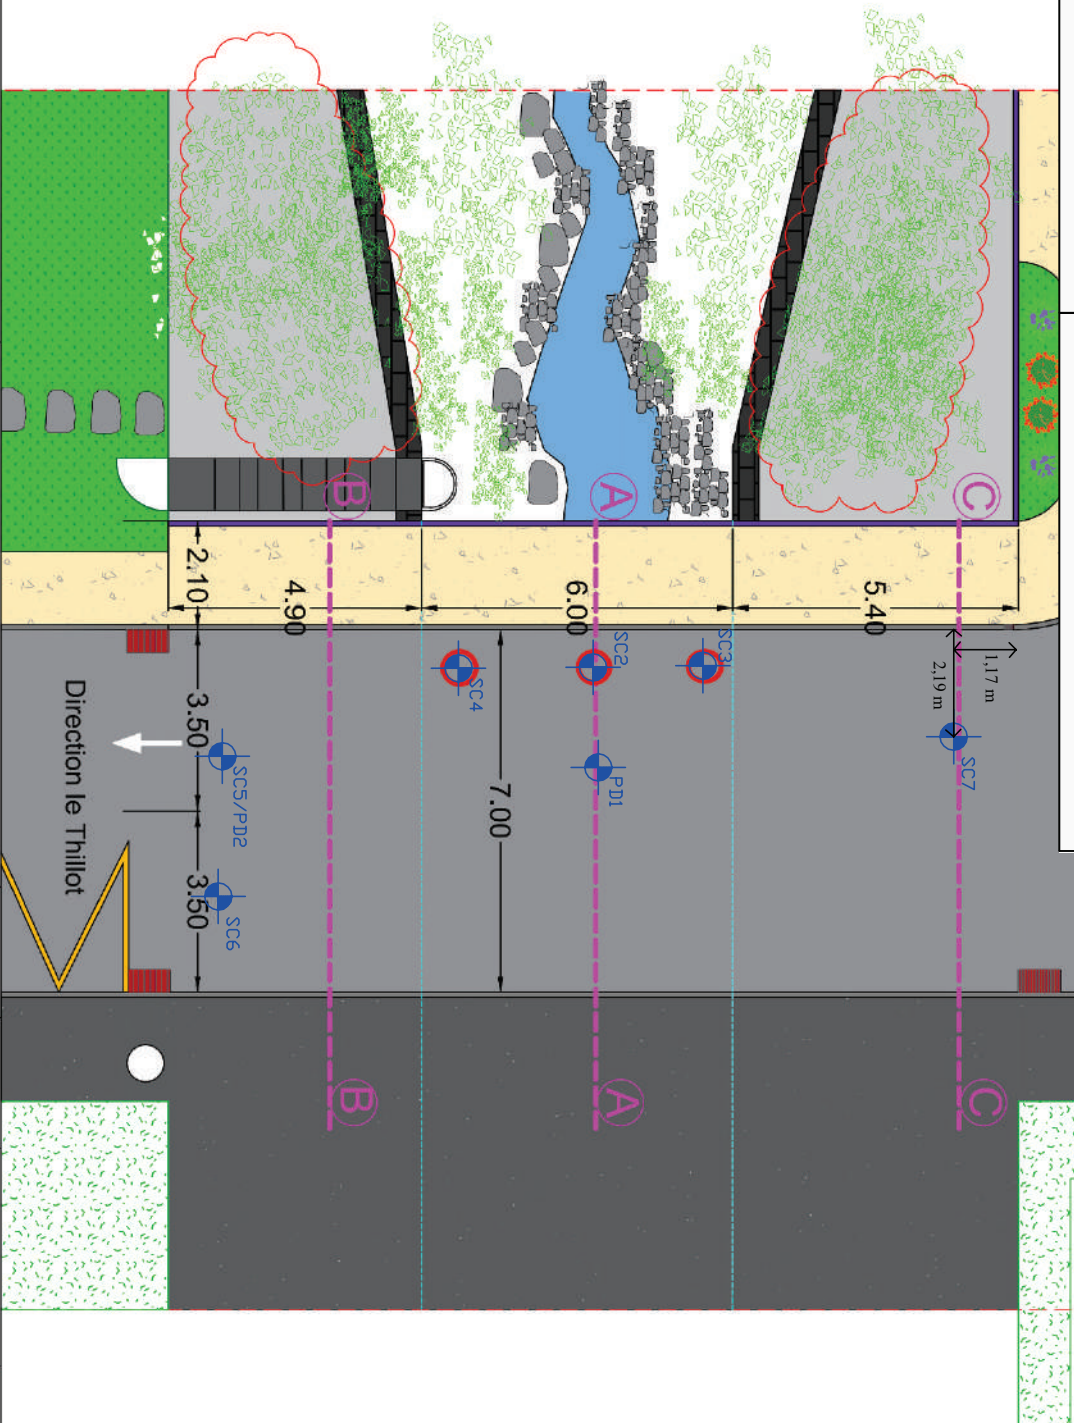 B
A
C
2.10
4.90
6.00
5.40
SC4
SC2
SC3
1,17 m
2,19 m
SC7
Direction le Thillot
3.50
SC5/PD2
7.00
PD1
3.50
SC6
B
A
C